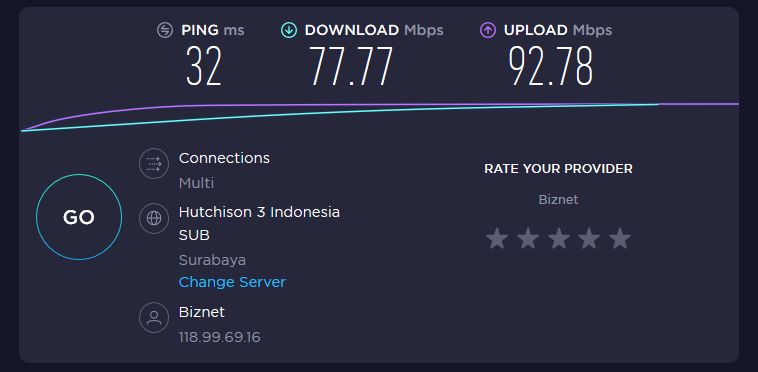 PING ms
DOWNLOAD Mbps
UPLOAD Mbps
32
77.77
92.78
GO
Connections
Multi
Hutchison 3 Indonesia
SUB
Surabaya
Change Server
Biznet
118.99.69.16
RATE YOUR PROVIDER
Biznet